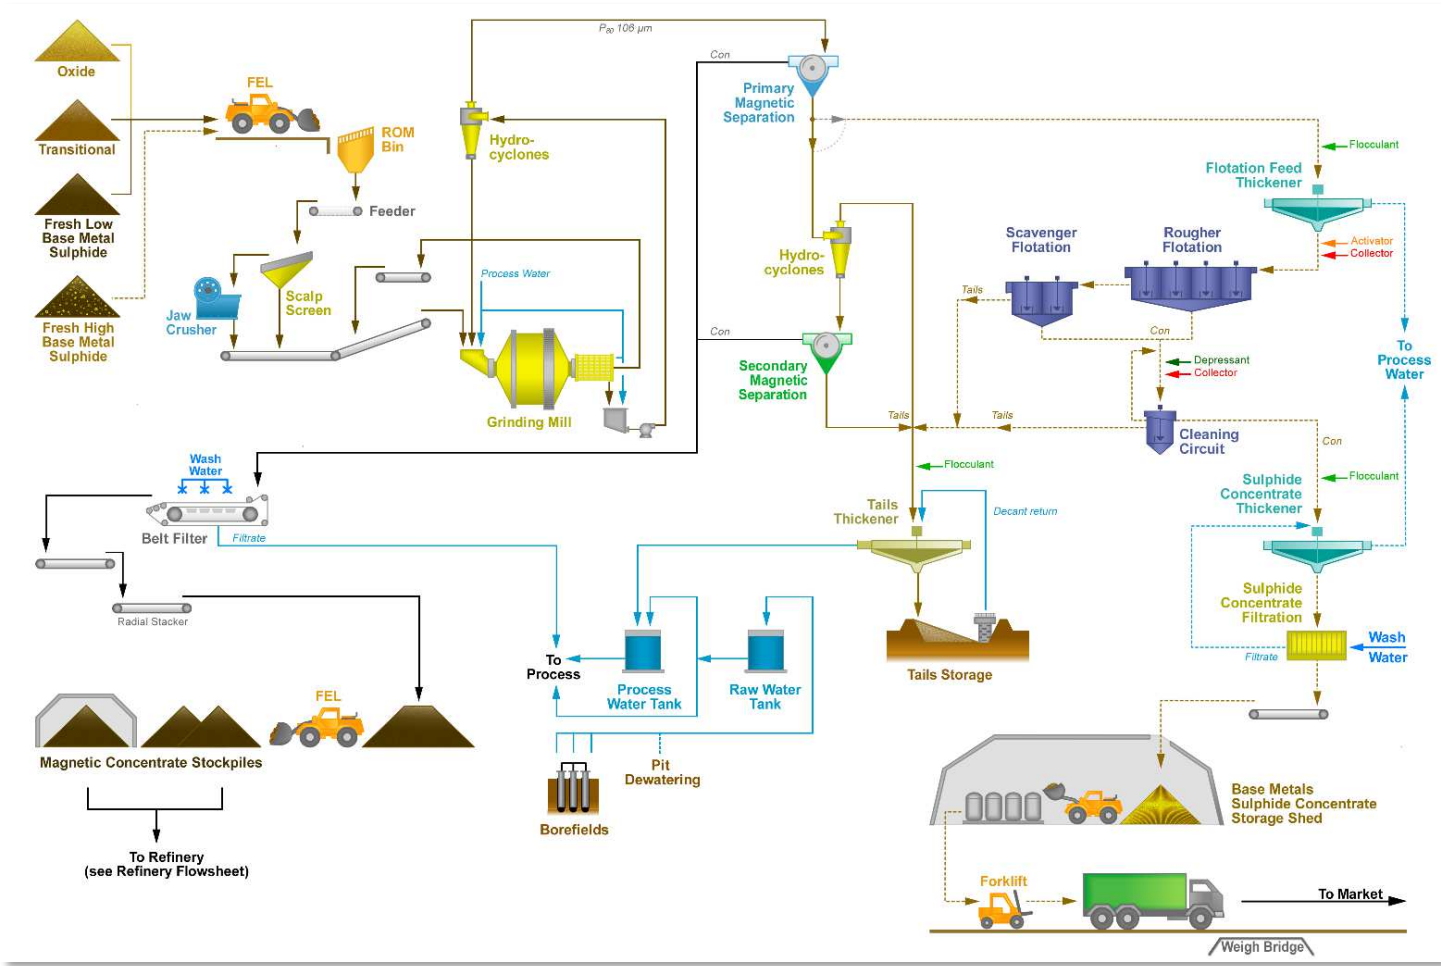 Oxide
Transitional
Fresh Low
Base Metal
Sulphide
Fresh High
Base Metal
Sulphide
FEL
ROM
Bin
Feeder
Jaw
Crusher
Scalp
Screen
Hydro-
cyclones
P80 106 µm
Con
Primary
Magnetic
Separation
Process Water
Grinding Mill
Hydro-
cyclones
Con
Secondary
Magnetic
Separation
Flocculant
Flotation Feed
Thickener
Activator
Collector
Scavenger
Flotation
Rougher
Flotation
Tails
Con
Depressant
Collector
To
Process
Water
Tails
Tails
Cleaning
Circuit
Con
Flocculant
Flocculant
Sulphide
Concentrate
Thickener
Tails
Thickener
Decant return
Wash
Water
Belt Filter
Filtrate
Radial Stacker
To
Process
Process
Water Tank
Raw Water
Tank
Tails Storage
Sulphide
Concentrate
Filtration
Filtrate
Wash
Water
FEL
Magnetic Concentrate Stockpiles
To Refinery
(see Refinery Flowsheet)
Pit
Dewatering
Borefields
Base Metals
Sulphide Concentrate
Storage Shed
Forklift
To Market
Weigh Bridge